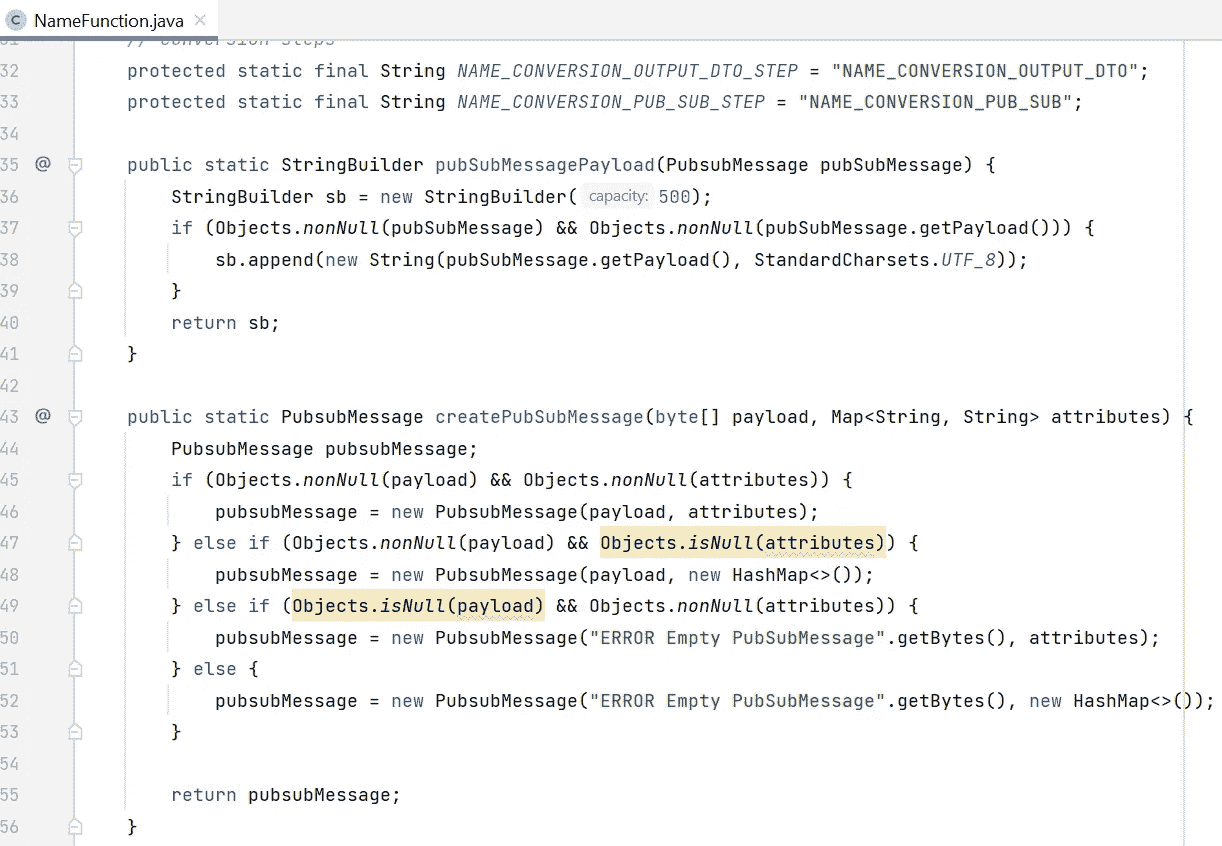 NameFunction.java
31 // Conversion steps
32 protected static final String NAME_CONVERSION_OUTPUT_DTO_STEP = "NAME_CONVERSION_OUTPUT_DTO";
33 protected static final String NAME_CONVERSION_PUB_SUB_STEP = "NAME_CONVERSION_PUB_SUB";
34
35 @ public static StringBuilder pubSubMessagePayload(PubsubMessage pubSubMessage) {
36 StringBuilder sb = new StringBuilder( capacity: 500);
37 if (Objects.nonNull(pubSubMessage) && Objects.nonNull(pubSubMessage.getPayload())) {
38 sb.append(new String(pubSubMessage.getPayload(), StandardCharsets.UTF_8));
39 }
40 return sb;
41 }
42
43 @ public static PubsubMessage createPubSubMessage(byte[] payload, Map<String, String> attributes) {
44 PubsubMessage pubsubMessage;
45 if (Objects.nonNull(payload) && Objects.nonNull(attributes)) {
46 pubsubMessage = new PubsubMessage(payload, attributes);
47 } else if (Objects.nonNull(payload) && Objects.isNull(attributes)) {
48 pubsubMessage = new PubsubMessage(payload, new HashMap<>());
49 } else if (Objects.isNull(payload) && Objects.nonNull(attributes)) {
50 pubsubMessage = new PubsubMessage("ERROR Empty PubSubMessage".getBytes(), attributes);
51 } else {
52 pubsubMessage = new PubsubMessage("ERROR Empty PubSubMessage".getBytes(), new HashMap<>());
53 }
54
55 return pubsubMessage;
56 }